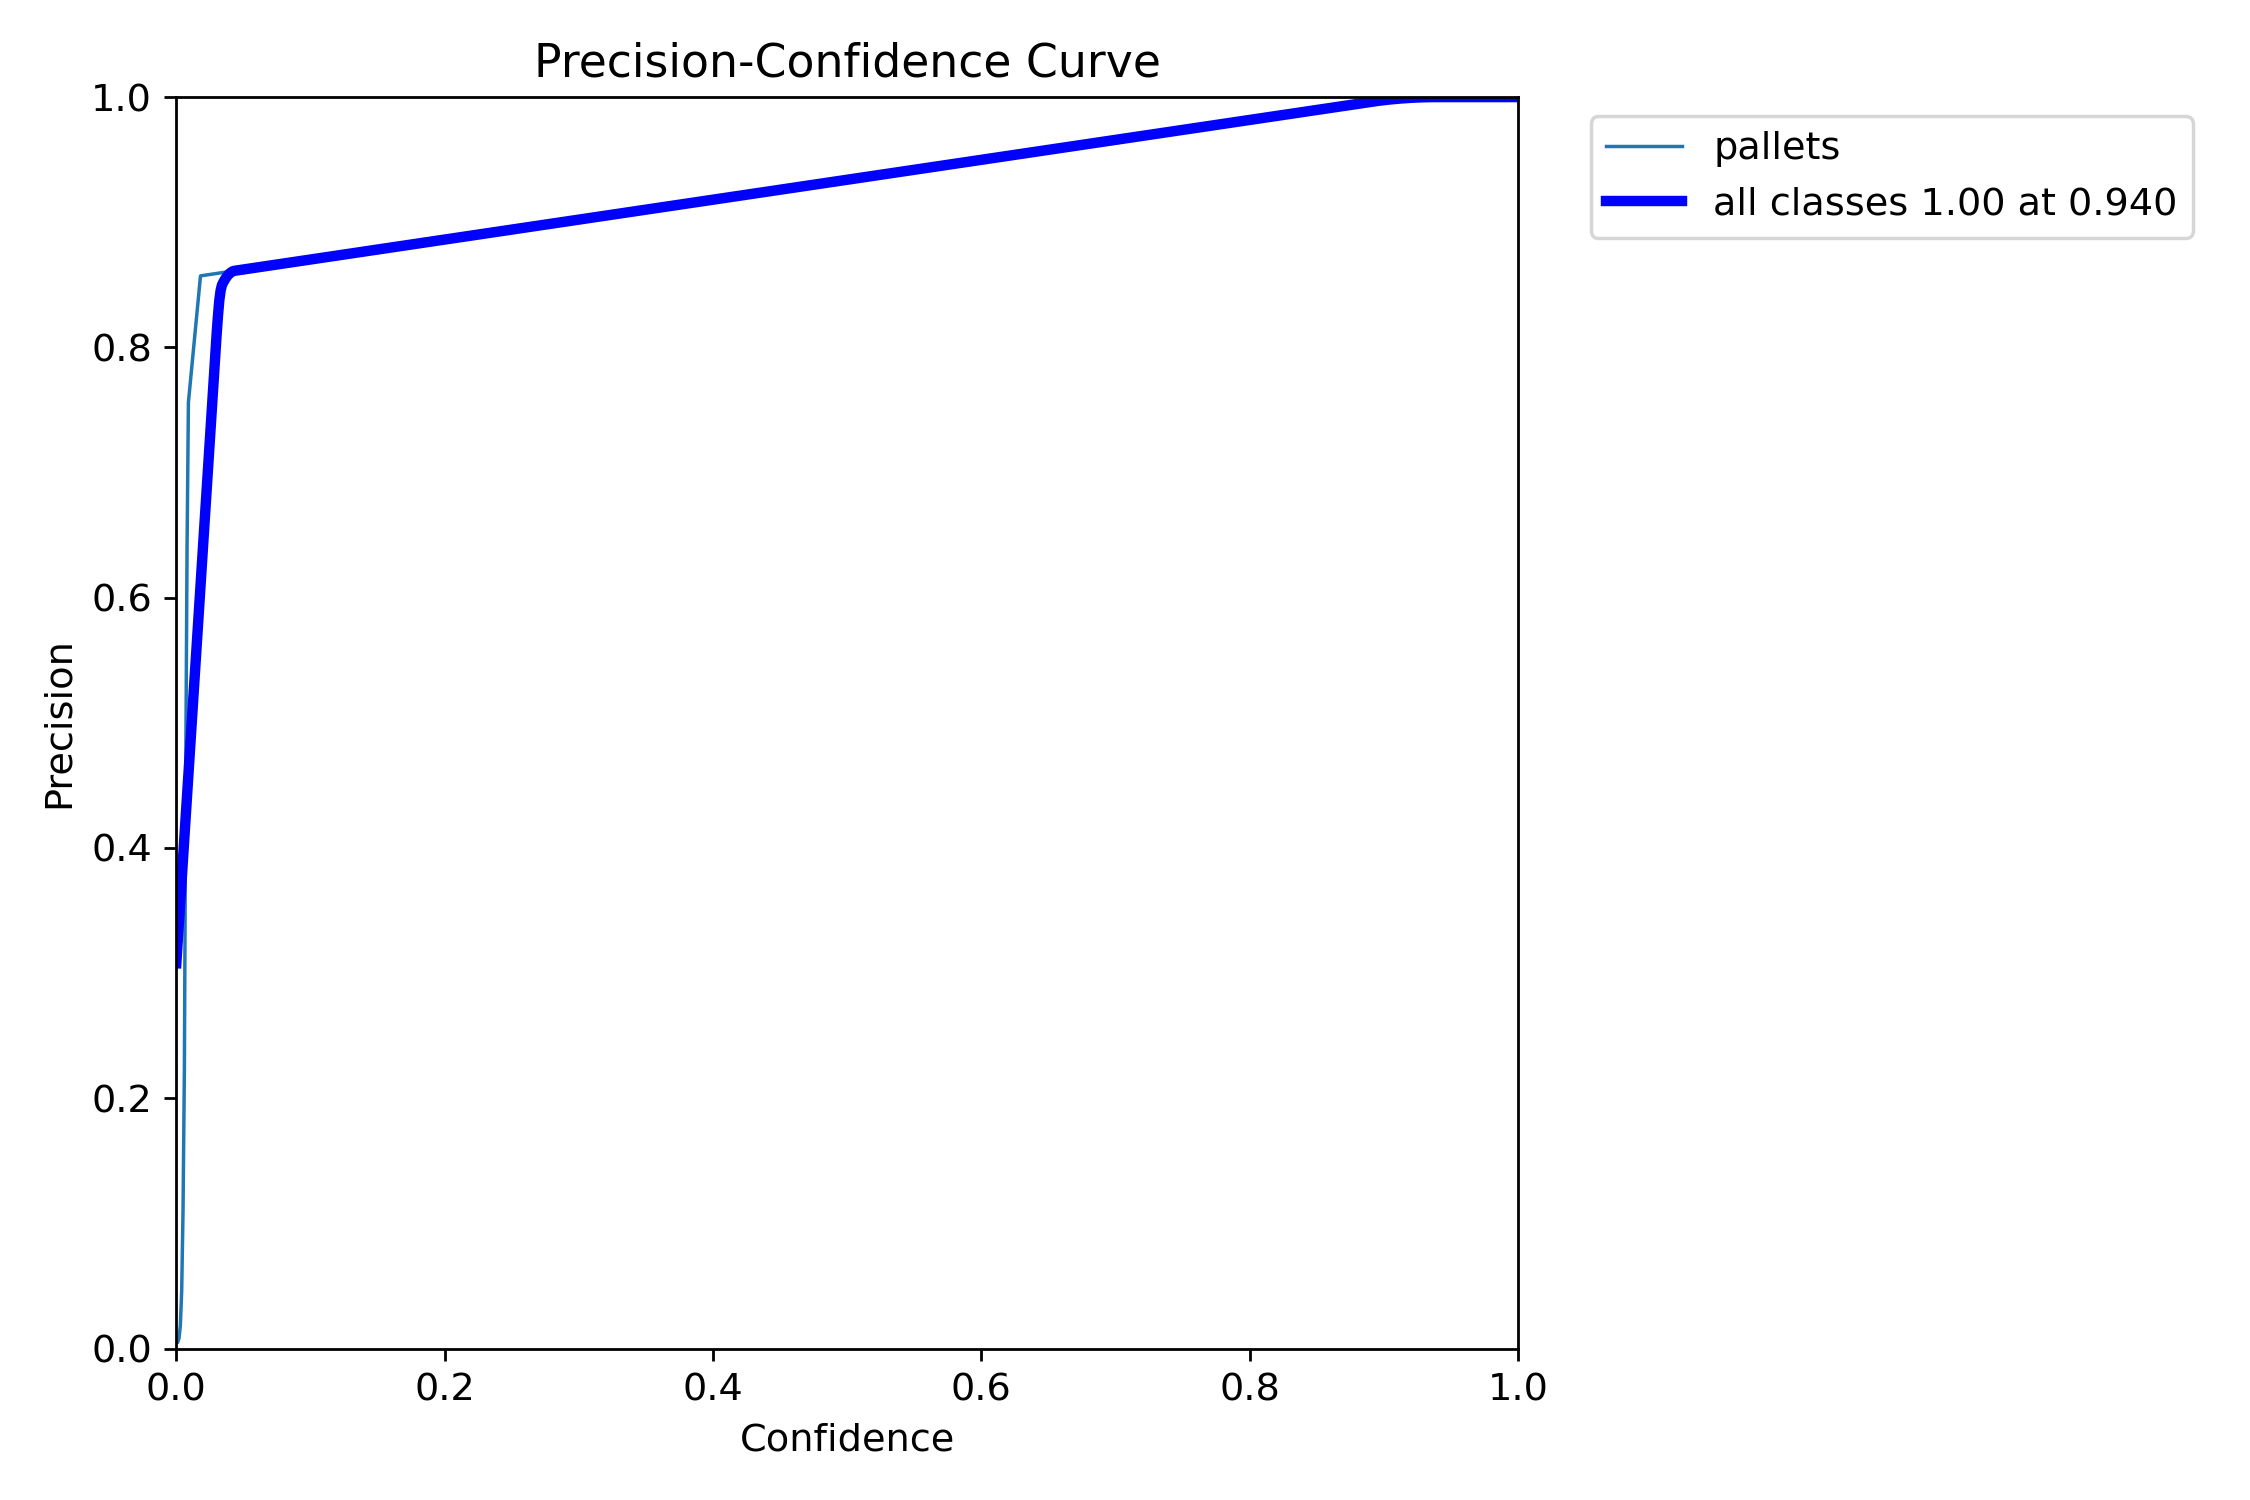 Precision-Confidence Curve
1.0
0.8
0.6
0.4
0.2
0.0
Precision
0.0 0.2 0.4 0.6 0.8 1.0
Confidence
pallets
all classes 1.00 at 0.940